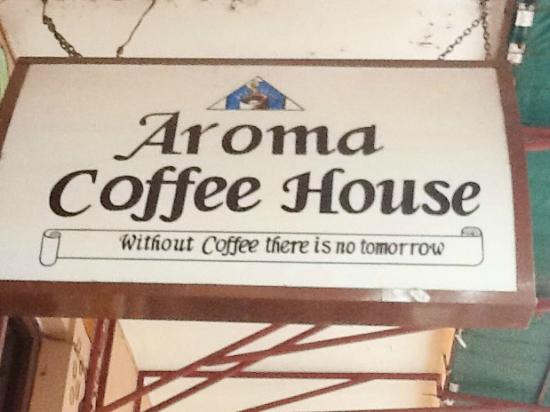 Aroma
Coffee House
Without Coffee there is no tomorrow